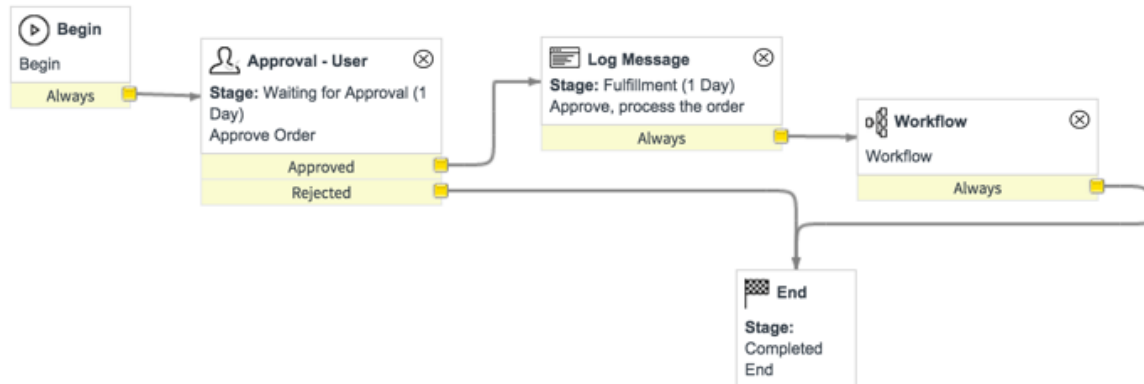 Begin
Begin
Always
Approval - User
Stage: Waiting for Approval (1
Day)
Approve Order
Approved
Rejected
Log Message
Stage: Fulfillment (1 Day)
Approve, process the order
Always
Workflow
Workflow
Always
End
Stage:
Completed
End